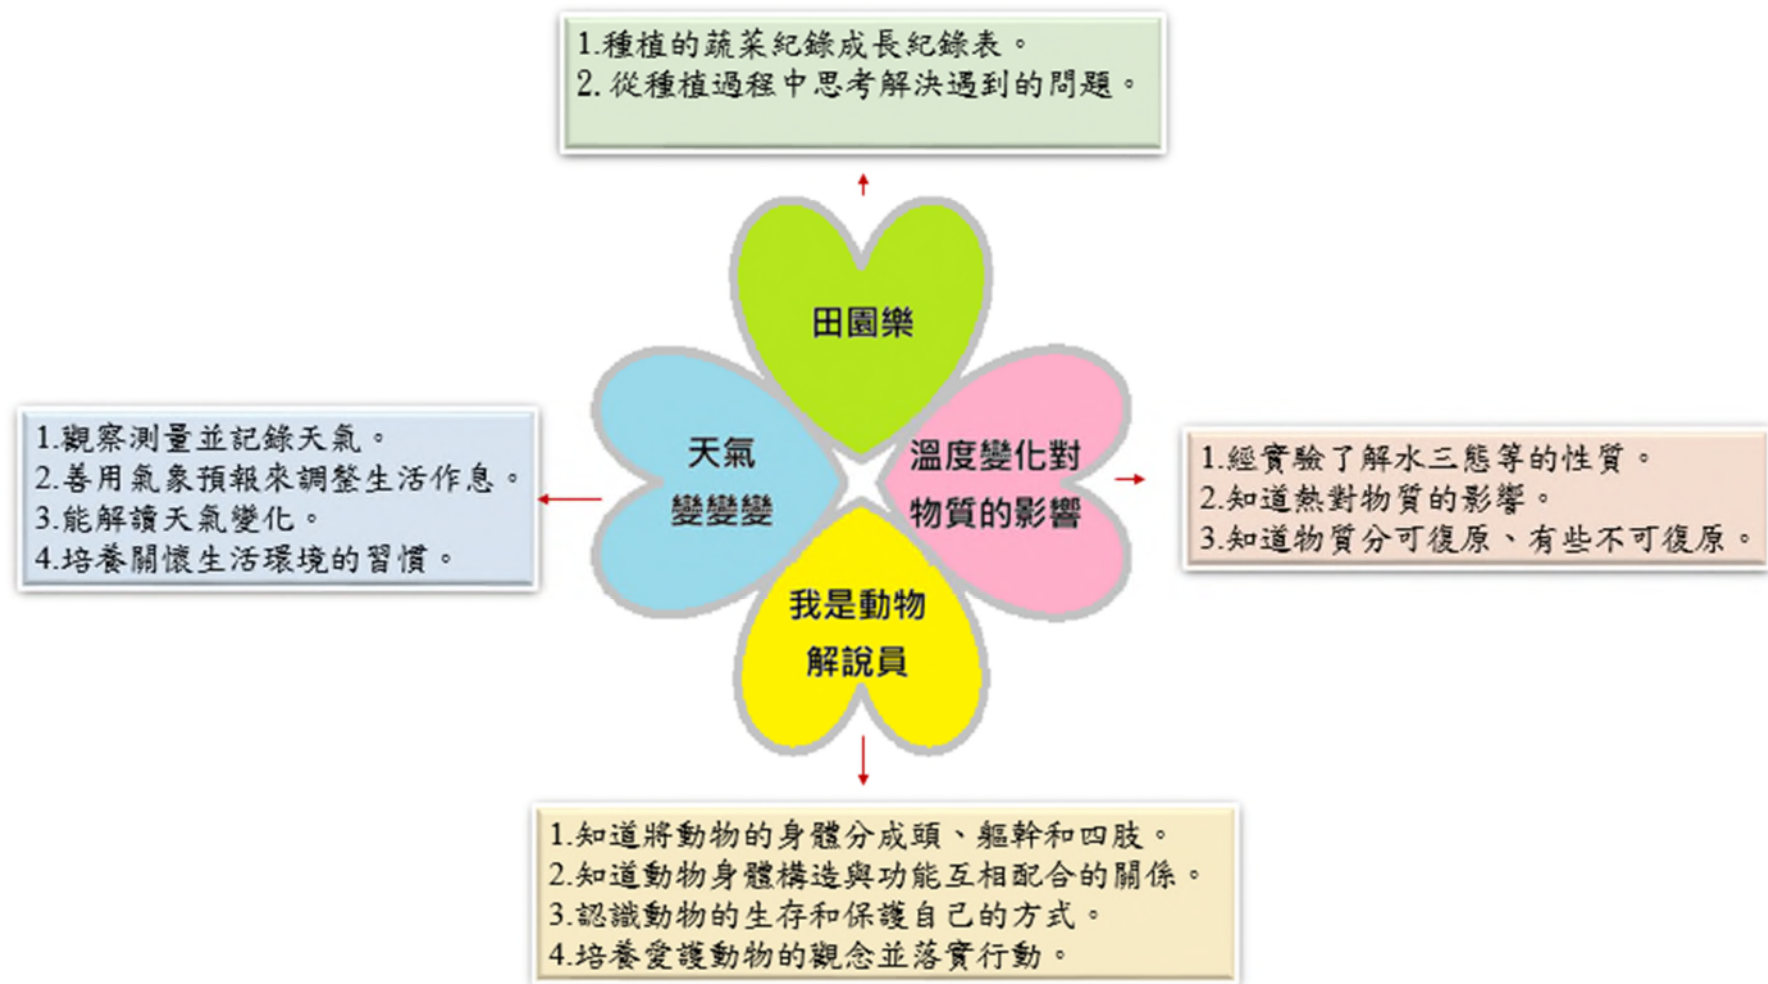 1.種植的蔬菜紀錄成長紀錄表。
2. 從種植過程中思考解決遇到的問題。
田園樂
天氣
變變變
溫度變化對
物質的影響
我是動物
解說員
1.觀察測量並記錄天氣。
2.善用氣象預報來調整生活作息。
3.能解讀天氣變化。
4.培養關懷生活環境的習慣。
1.經實驗了解水三態等的性質。
2.知道熱對物質的影響。
3.知道物質分可復原、有些不可復原。
1.知道將動物的身體分成頭、軀幹和四肢。
2.知道動物身體構造與功能互相配合的關係。
3.認識動物的生存和保護自己的方式。
4.培養愛護動物的觀念並落實行動。